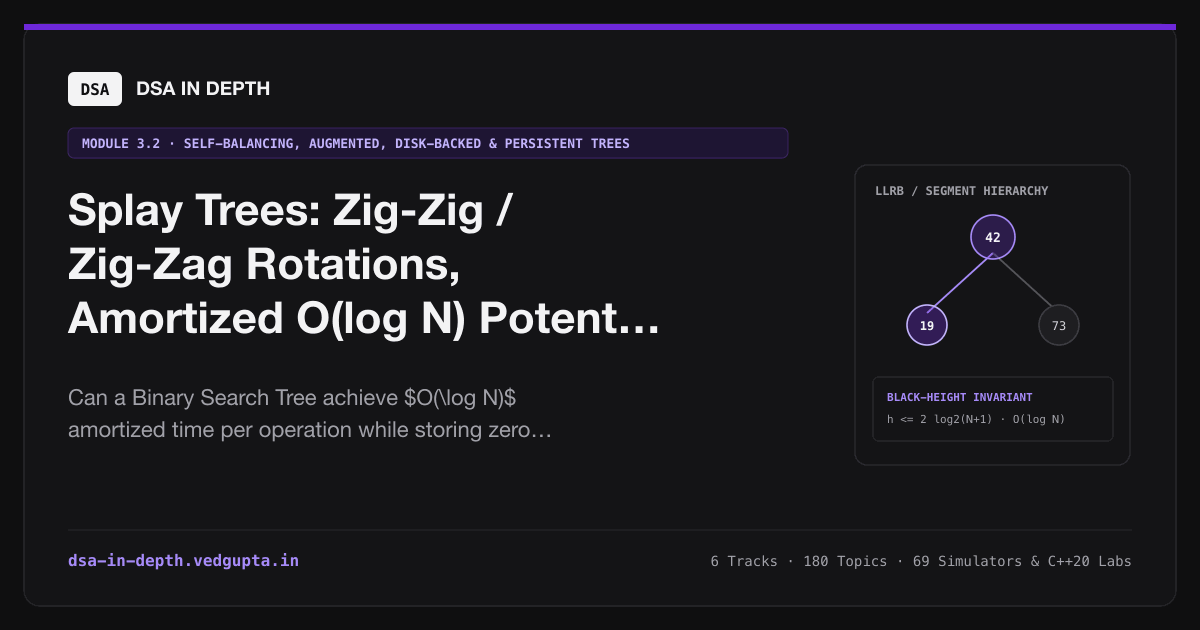 DSA
DSA IN DEPTH
MODULE 3.2 · SELF-BALANCING, AUGMENTED, DISK-BACKED & PERSISTENT TREES
Splay Trees: Zig-Zig /
Zig-Zag Rotations,
Amortized O(log N) Potent...
Can a Binary Search Tree achieve $O(\log N)$
amortized time per operation while storing zero...
LLRB / SEGMENT HIERARCHY
42
19
73
BLACK-HEIGHT INVARIANT
h <= 2 log2(N+1) · O(log N)
dsa-in-depth.vedgupta.in
6 Tracks · 180 Topics · 69 Simulators & C++20 Labs